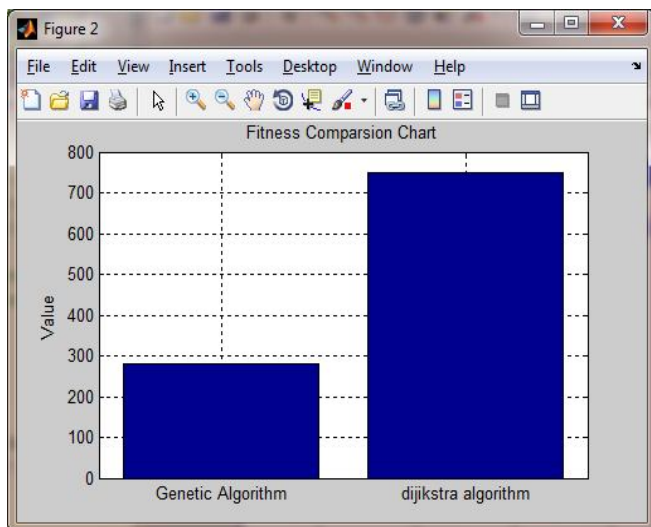 Figure 2
File Edit View Insert Tools Desktop Window Help
Fitness Comparsion Chart
800
700
600
500
400
300
200
100
0
Value
Genetic Algorithm dijikstra algorithm